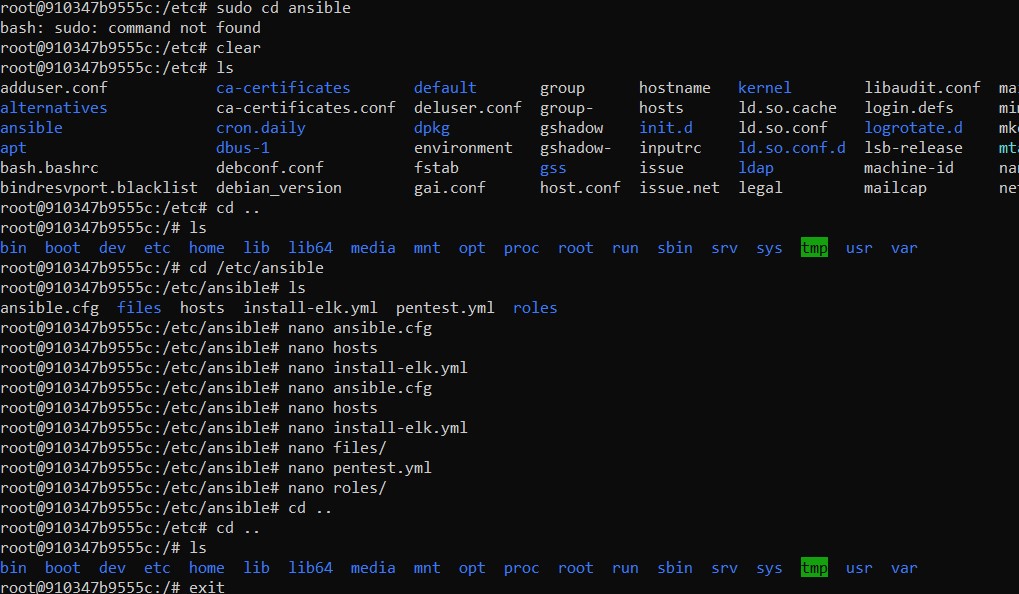 root@910347b9555c:/etc# sudo cd ansible
bash: sudo: command not found
root@910347b9555c:/etc# clear
root@910347b9555c:/etc# ls
adduser.conf ca-certificates default group hostname kernel libaudit.conf ma
alternatives ca-certificates.conf deluser.conf group- hosts ld.so.cache login.defs mi
ansible cron.daily dpkg gshadow init.d ld.so.conf logrotate.d mk
apt dbus-1 environment gshadow- inputrc ld.so.conf.d lsb-release mt
bash.bashrc debconf.conf fstab gss issue ldap machine-id na
bindresvport.blacklist debian_version gai.conf host.conf issue.net legal mailcap ne
root@910347b9555c:/etc# cd ..
root@910347b9555c:/# ls
bin boot dev etc home lib lib64 media mnt opt proc root run sbin srv sys tmp usr var
root@910347b9555c:/# cd /etc/ansible
root@910347b9555c:/etc/ansible# ls
ansible.cfg files hosts install-elk.yml pentest.yml roles
root@910347b9555c:/etc/ansible# nano ansible.cfg
root@910347b9555c:/etc/ansible# nano hosts
root@910347b9555c:/etc/ansible# nano install-elk.yml
root@910347b9555c:/etc/ansible# nano ansible.cfg
root@910347b9555c:/etc/ansible# nano hosts
root@910347b9555c:/etc/ansible# nano install-elk.yml
root@910347b9555c:/etc/ansible# nano files/
root@910347b9555c:/etc/ansible# nano pentest.yml
root@910347b9555c:/etc/ansible# nano roles/
root@910347b9555c:/etc/ansible# cd ..
root@910347b9555c:/etc# cd ..
root@910347b9555c:/# ls
bin boot dev etc home lib lib64 media mnt opt proc root run sbin srv sys tmp usr var
root@910347b9555c:/# exit